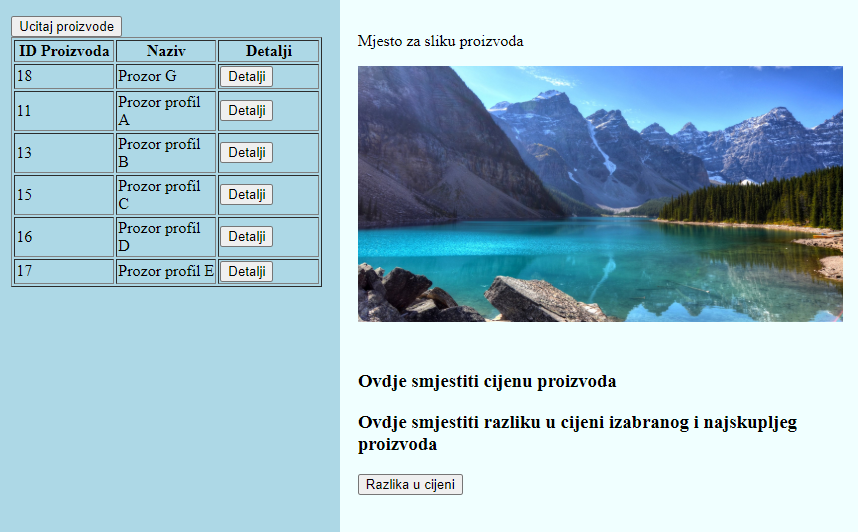 Ucitaj proizvode
ID Proizvoda Naziv Detalji
18 Prozor G Detalji
11 Prozor profil A Detalji
13 Prozor profil B Detalji
15 Prozor profil C Detalji
16 Prozor profil D Detalji
17 Prozor profil E Detalji
Mjesto za sliku proizvoda
Ovdje smjestiti cijenu proizvoda
Ovdje smjestiti razliku u cijeni izabranog i najskupljeg
proizvoda
Razlika u cijeni